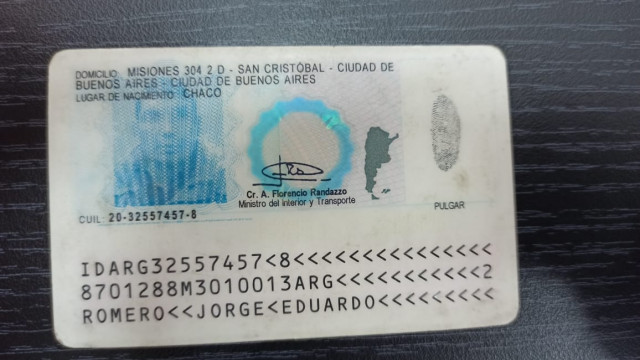 DOMICILIO: MISIONES 304 2 D - SAN CRISTÓBAL - CIUDAD DE
BUENOS AIRES - CIUDAD DE BUENOS AIRES
LUGAR DE NACIMIENTO: CHACO
Cr. A. Florencio Randazzo
Ministro del Interior y Transporte
CUIL: 20-32557457-8
PULGAR
IDARG32557457<8<<<<<<<<<<<<<<<
8701288M3010013ARG<<<<<<<<<<<2
ROMERO<<JORGE<EDUARDO<<<<<<<<<